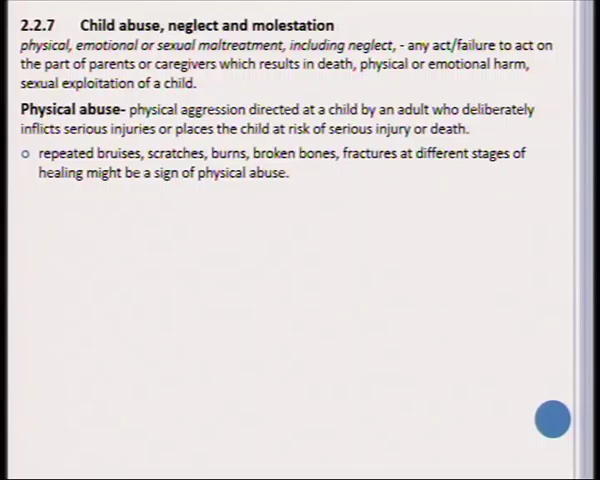 2.2.7 Child abuse, neglect and molestation
physical, emotional or sexual maltreatment, including neglect, - any act/failure to act on
the part of parents or caregivers which results in death, physical or emotional harm,
sexual exploitation of a child.
Physical abuse- physical aggression directed at a child by an adult who deliberately
inflicts serious injuries or places the child at risk of serious injury or death.
repeated bruises, scratches, burns, broken bones, fractures at different stages of
healing might be a sign of physical abuse.